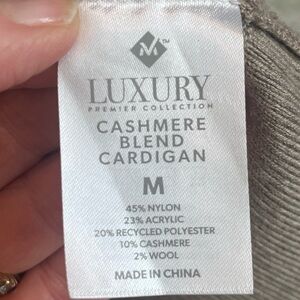 M™
LUXURY
PREMIER COLLECTION
CASHMERE
BLEND
CARDIGAN
M
45% NYLON
23% ACRYLIC
20% RECYCLED POLYESTER
10% CASHMERE
2% WOOL
MADE IN CHINA